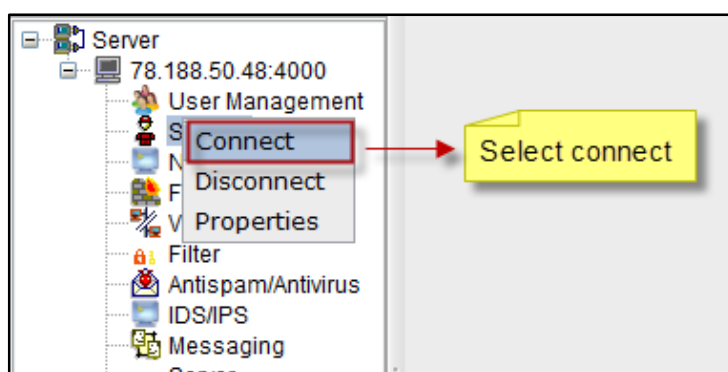 Server
78.188.50.48:4000
User Management
S
Connect
Select connect
N
Disconnect
F
V
Properties
Filter
Antispam/Antivirus
IDS/IPS
Messaging